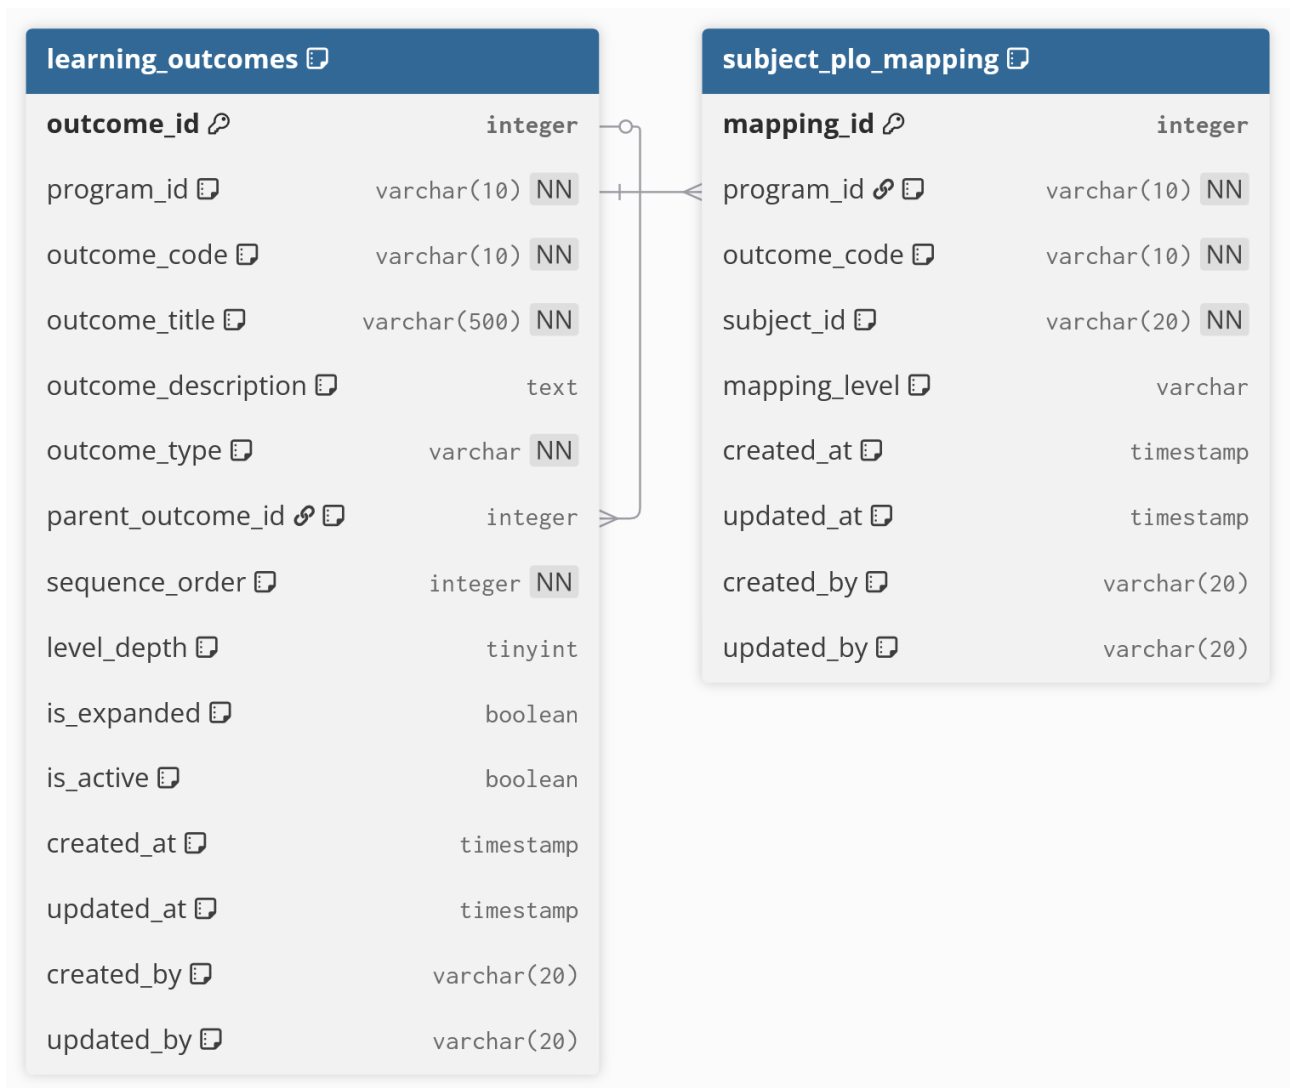 learning_outcomes
outcome_id integer
program_id varchar(10) NN
outcome_code varchar(10) NN
outcome_title varchar(500) NN
outcome_description text
outcome_type varchar NN
parent_outcome_id integer
sequence_order integer NN
level_depth tinyint
is_expanded boolean
is_active boolean
created_at timestamp
updated_at timestamp
created_by varchar(20)
updated_by varchar(20)
subject_plo_mapping
mapping_id integer
program_id varchar(10) NN
outcome_code varchar(10) NN
subject_id varchar(20) NN
mapping_level varchar
created_at timestamp
updated_at timestamp
created_by varchar(20)
updated_by varchar(20)